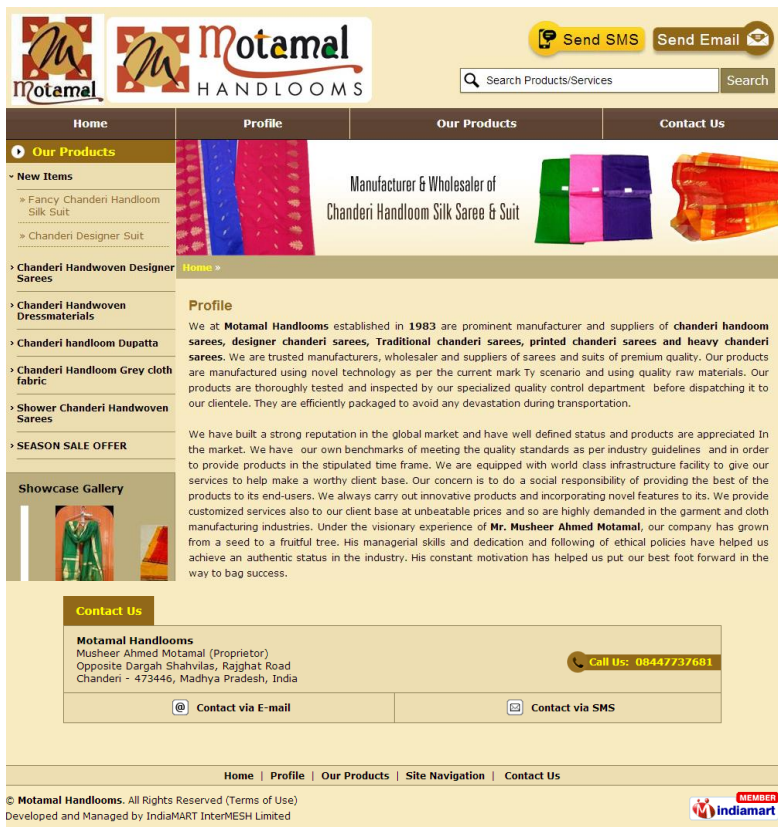 Motamal
Motamal
HANDLOOMS
Send SMS
Send Email
Search Products/Services
Search
Home
Profile
Our Products
Contact Us
Our Products
New Items
» Fancy Chanderi Handloom
Silk Suit
» Chanderi Designer Suit
› Chanderi Handwoven Designer
Sarees
› Chanderi Handwoven
Dressmaterials
› Chanderi handloom Dupatta
› Chanderi Handloom Grey cloth
fabric
› Shower Chanderi Handwoven
Sarees
› SEASON SALE OFFER
Showcase Gallery
Manufacturer & Wholesaler of
Chanderi Handloom Silk Saree & Suit
Home »
Profile
We at Motamal Handlooms established in 1983 are prominent manufacturer and suppliers of chanderi handoom
sarees, designer chanderi sarees, Traditional chanderi sarees, printed chanderi sarees and heavy chanderi
sarees. We are trusted manufacturers, wholesaler and suppliers of sarees and suits of premium quality. Our products
are manufactured using novel technology as per the current mark Ty scenario and using quality raw materials. Our
products are thoroughly tested and inspected by our specialized quality control department before dispatching it to
our clientele. They are efficiently packaged to avoid any devastation during transportation.
We have built a strong reputation in the global market and have well defined status and products are appreciated In
the market. We have our own benchmarks of meeting the quality standards as per industry guidelines and in order
to provide products in the stipulated time frame. We are equipped with world class infrastructure facility to give our
services to help make a worthy client base. Our concern is to do a social responsibility of providing the best of the
products to its end-users. We always carry out innovative products and incorporating novel features to its. We provide
customized services also to our client base at unbeatable prices and so are highly demanded in the garment and cloth
manufacturing industries. Under the visionary experience of Mr. Musheer Ahmed Motamal, our company has grown
from a seed to a fruitful tree. His managerial skills and dedication and following of ethical policies have helped us
achieve an authentic status in the industry. His constant motivation has helped us put our best foot forward in the
way to bag success.
Contact Us
Motamal Handlooms
Musheer Ahmed Motamal (Proprietor)
Opposite Dargah Shahvilas, Rajghat Road
Chanderi - 473446, Madhya Pradesh, India
Call Us: 08447737681
@ Contact via E-mail
Contact via SMS
Home | Profile | Our Products | Site Navigation | Contact Us
© Motamal Handlooms. All Rights Reserved (Terms of Use)
Developed and Managed by IndiaMART InterMESH Limited
MEMBER
indiamart